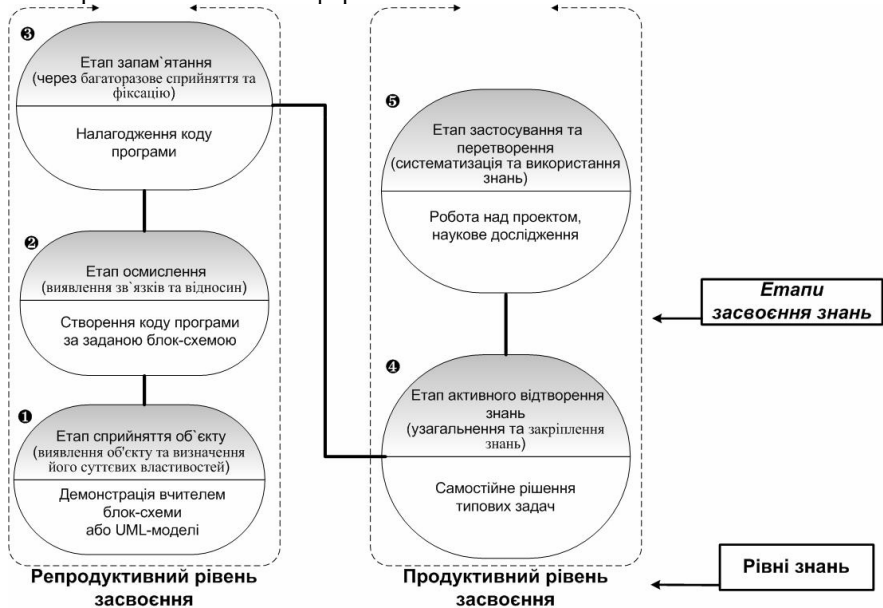 ❸
Етап запам`ятання
(через багаторазове сприйняття та
фіксацію)
Налагодження коду
програми
❷
Етап осмислення
(виявлення зв`язків та відносин)
Створення коду програми
за заданою блок-схемою
❶
Етап сприйняття об`єкту
(виявлення об'єкту та визначення
його суттєвих властивостей)
Демонстрація вчителем
блок-схеми
або UML-моделі
Репродуктивний рівень
засвоєння
❺
Етап застосування та
перетворення
(систематизація та використання
знань)
Робота над проектом,
наукове дослідження
❹
Етап активного відтворення
знань
(узагальнення та закріплення
знань)
Самостійне рішення
типових задач
Продуктивний рівень
засвоєння
Етапи
засвоєння знань
Рівні знань